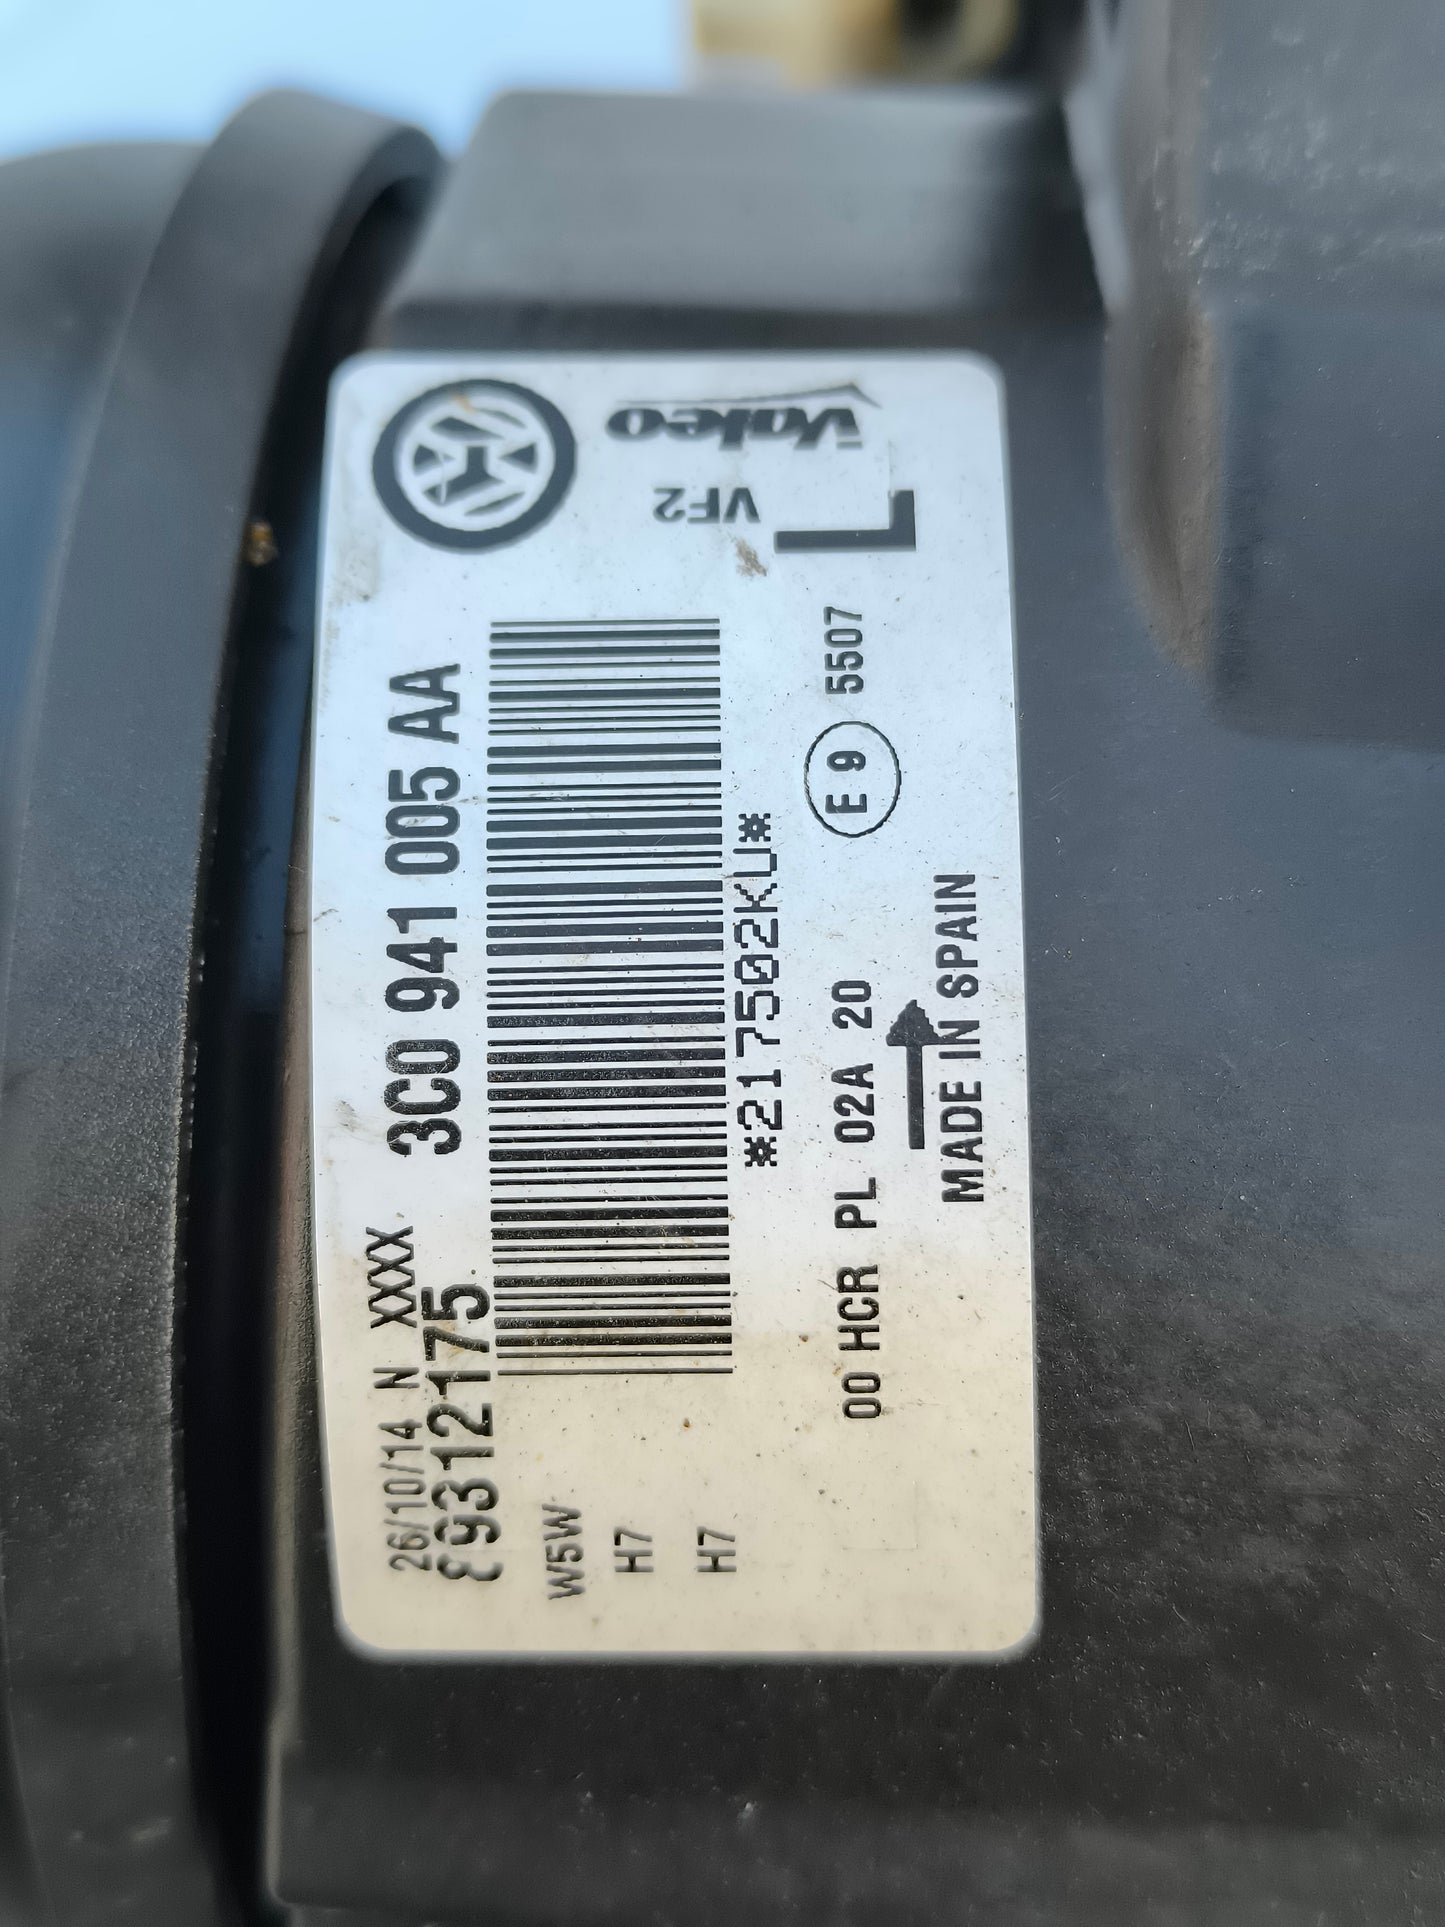 Valeo
VF2
L
3C0 941 005 AA
26/10/14 N XXXX
89312175
*217502KU*
W5W
H7
H7
E 9 5507
00 HCR PL 02A 20
MADE IN SPAIN